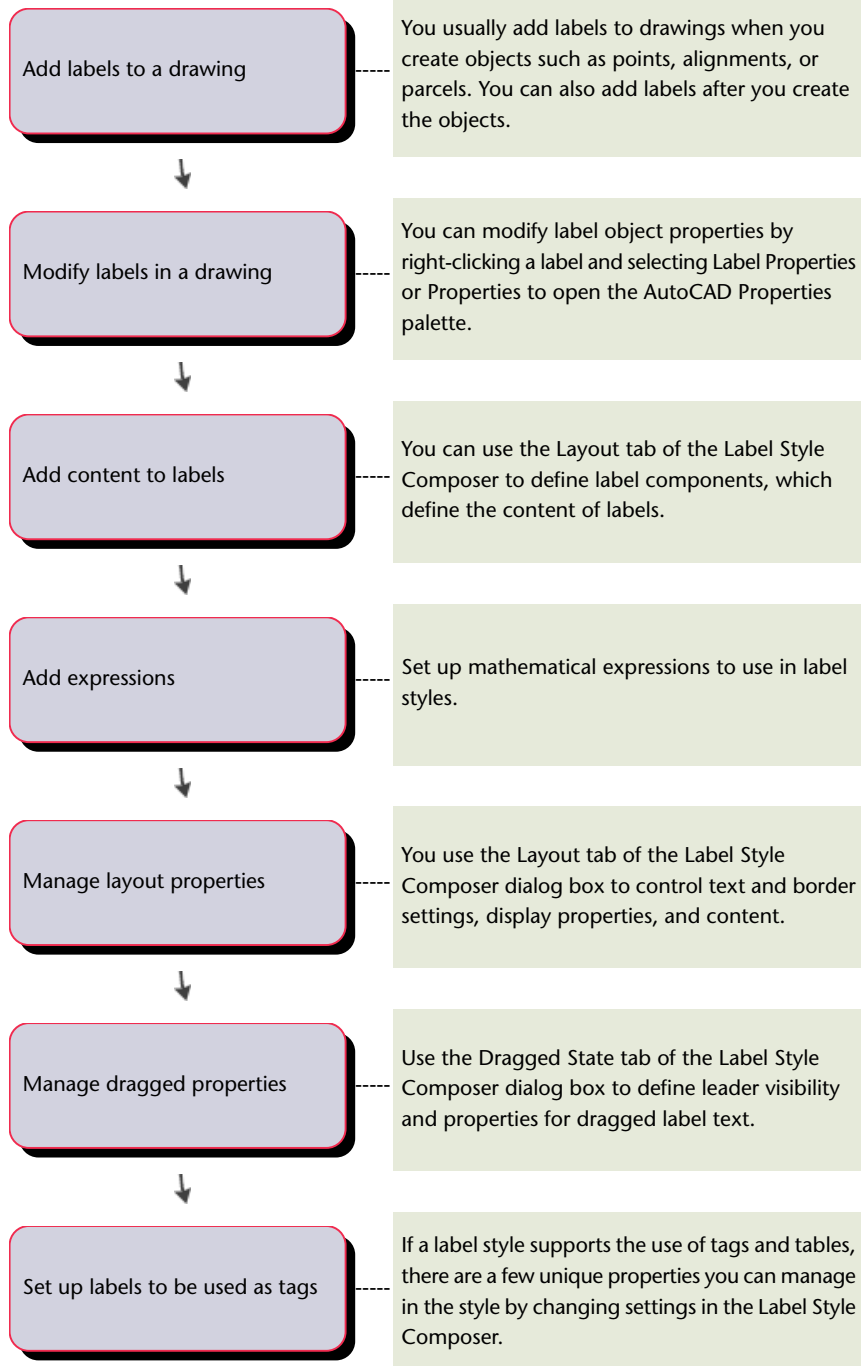 Add labels to a drawing
You usually add labels to drawings when you
create objects such as points, alignments, or
parcels. You can also add labels after you create
the objects.
Modify labels in a drawing
You can modify label object properties by
right-clicking a label and selecting Label Properties
or Properties to open the AutoCAD Properties
palette.
Add content to labels
You can use the Layout tab of the Label Style
Composer to define label components, which
define the content of labels.
Add expressions
Set up mathematical expressions to use in label
styles.
Manage layout properties
You use the Layout tab of the Label Style
Composer dialog box to control text and border
settings, display properties, and content.
Manage dragged properties
Use the Dragged State tab of the Label Style
Composer dialog box to define leader visibility
and properties for dragged label text.
Set up labels to be used as tags
If a label style supports the use of tags and tables,
there are a few unique properties you can manage
in the style by changing settings in the Label Style
Composer.